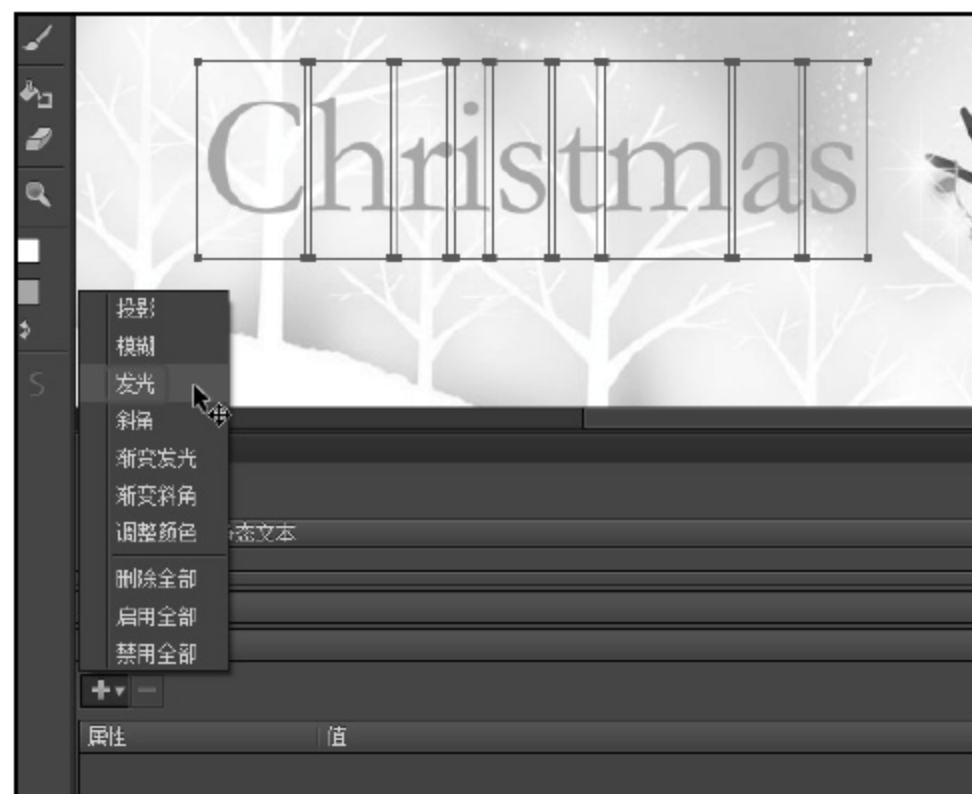 Christmas
投影
模糊
发光
斜角
渐变发光
渐变斜角
调整颜色
态文本
删除全部
启用全部
禁用全部
属性 值